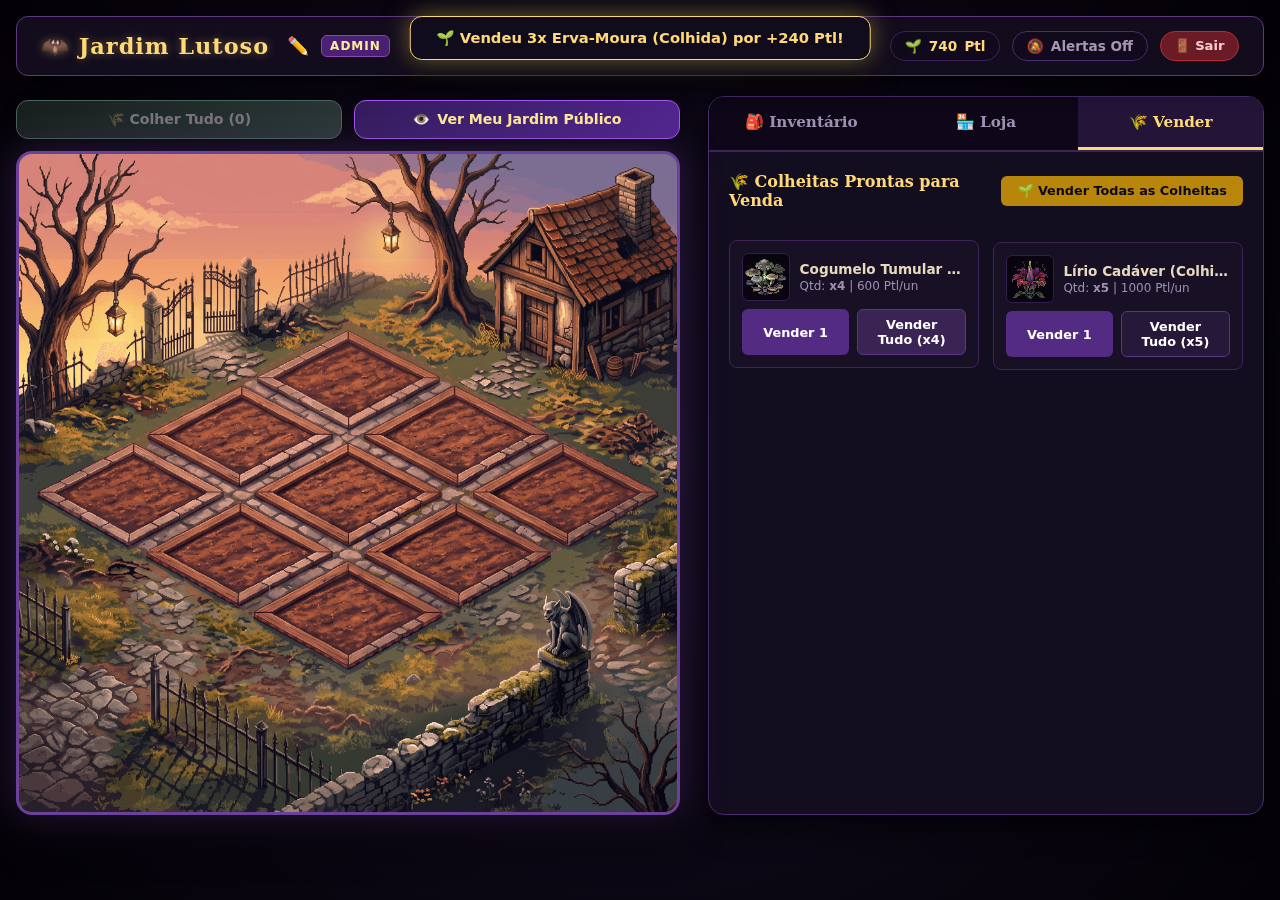 🦇 Jardim Lutoso ✏️ ADMIN
🌱 Vendeu 3x Erva-Moura (Colhida) por +240 Ptl!
🌱 740 Ptl
🔕 Alertas Off
🚪 Sair
🌾 Colher Tudo (0)
👁️ Ver Meu Jardim Público
🎒 Inventário
🏪 Loja
🌾 Vender
🌾 Colheitas Prontas para
Venda
🌱 Vender Todas as Colheitas
Cogumelo Tumular ...
Qtd: x4 | 600 Ptl/un
Vender 1
Vender
Tudo (x4)
Lírio Cadáver (Colhi...
Qtd: x5 | 1000 Ptl/un
Vender 1
Vender
Tudo (x5)